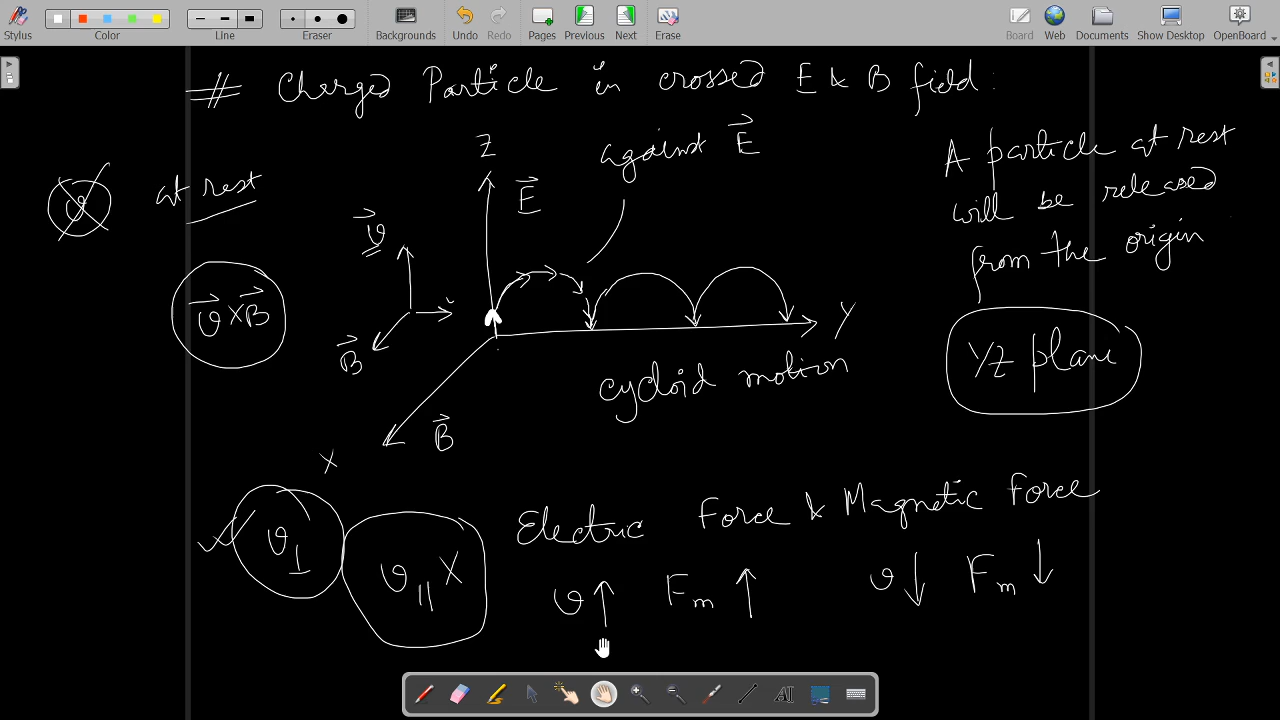 Stylus Color Line Eraser Backgrounds Undo Redo Pages Previous Next Erase Board Web Documents Show Desktop OpenBoard
# Charged Particle in crossed E & B field :
against E
Z
A particle at rest
will be released
from the origin
v at rest
E
v
v × B
B
Y
YZ plane
cycloid motion
B
X
Electric Force & Magnetic Force
v⊥
v|| X
v↑ Fm↑ v↓ Fm↓
AI